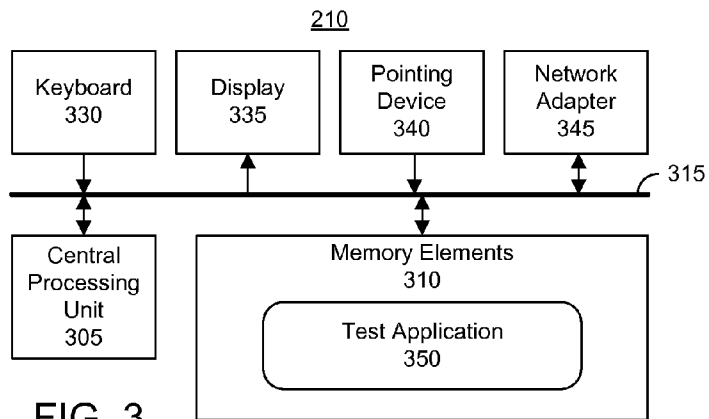 210
Keyboard
330
Display
335
Pointing
Device
340
Network
Adapter
345
315
Central
Processing
Unit
305
Memory Elements
310
Test Application
350
FIG. 3